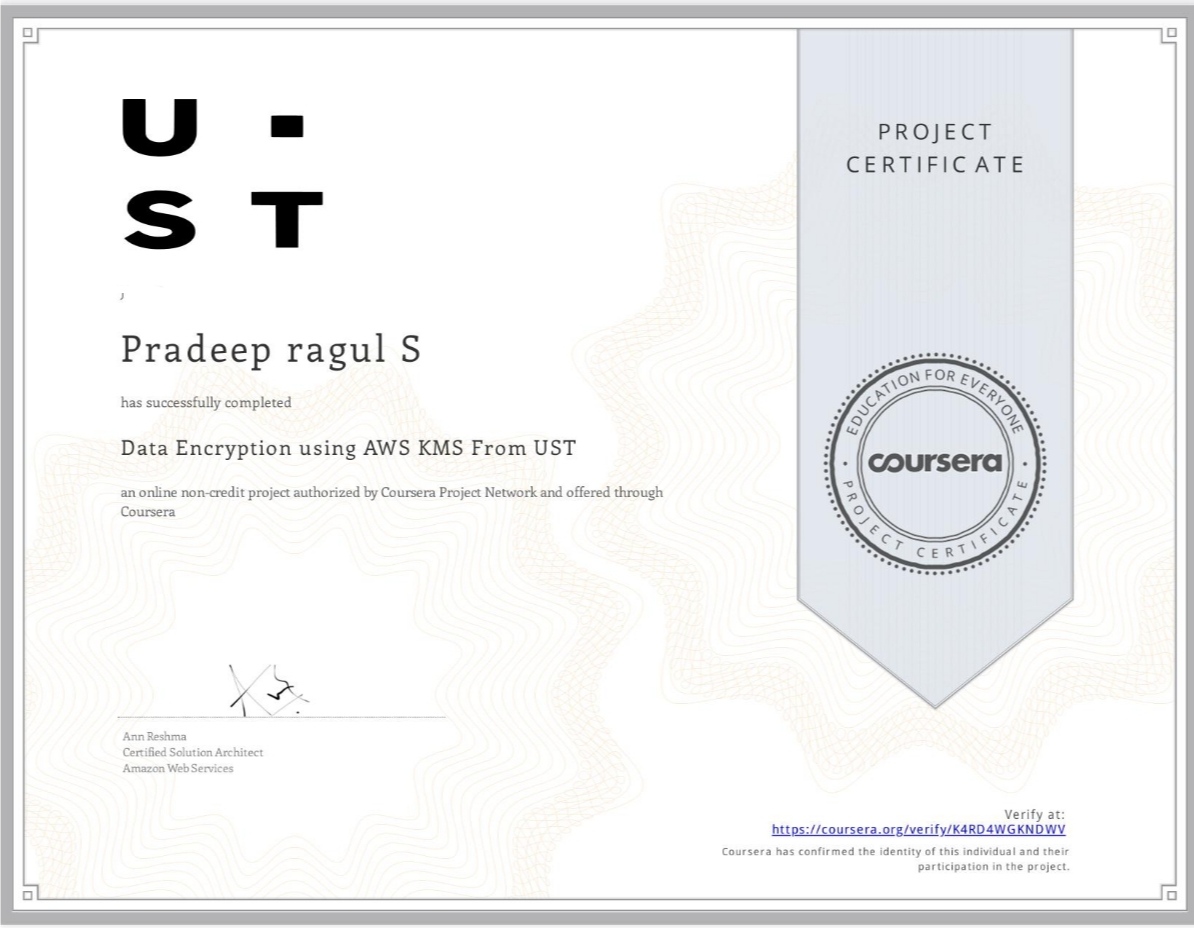 U ·
S T
Pradeep ragul S
has successfully completed
Data Encryption using AWS KMS From UST
an online non-credit project authorized by Coursera Project Network and offered through
Coursera
Ann Reshma
Certified Solution Architect
Amazon Web Services
PROJECT
CERTIFICATE
EDUCATION FOR EVERYONE
coursera
PROJECT CERTIFICATE
Verify at:
https://coursera.org/verify/K4RD4WGKNDWV
Coursera has confirmed the identity of this individual and their
participation in the project.